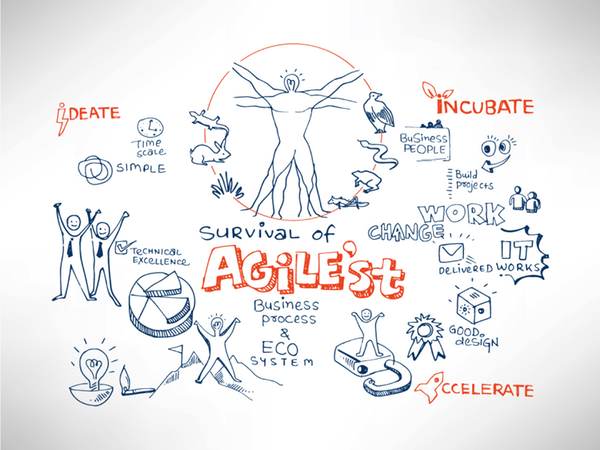 iDEATE
TIME
SCALE
SIMPLE
TECHNICAL
EXCELLENCE
SURVIVAL OF
AGiLE'st
Business
process
&
ECO
SYSTEM
iNCUBATE
BuSiNESS
PEOPLE
Build
projects
WORK
CHANGE
DELiVERED
IT
WORKS
GOOD
design
ACCELERATE